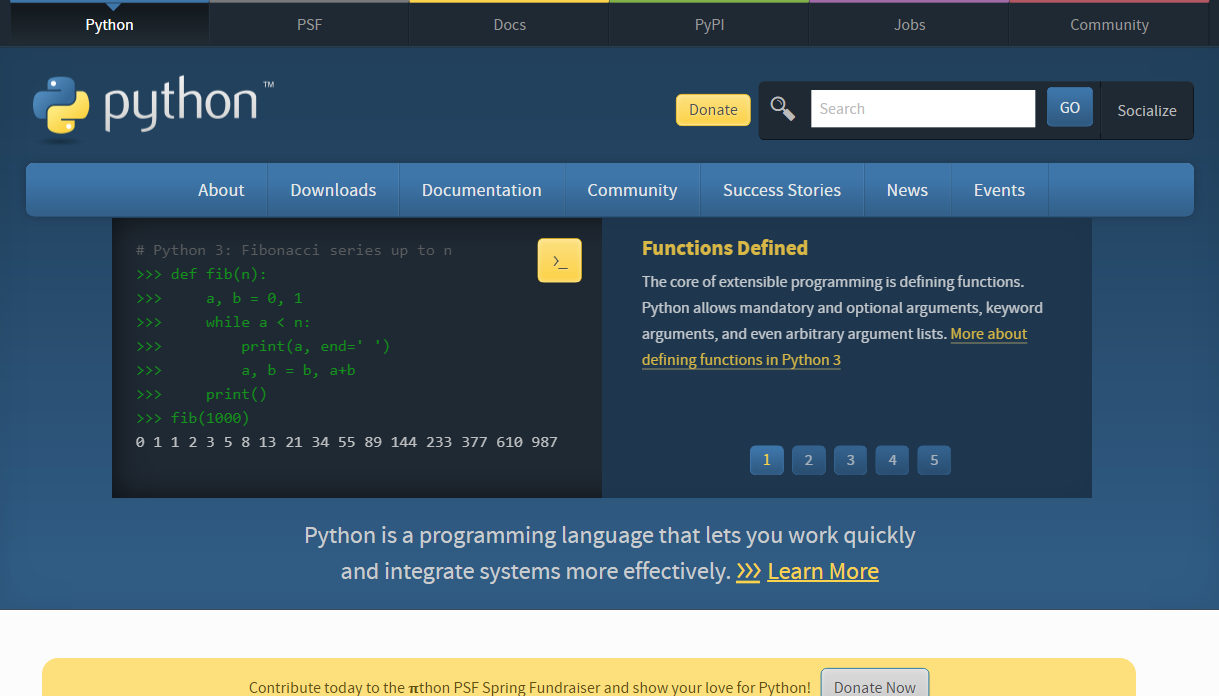 Python PSF Docs PyPI Jobs Community
python™
Donate Search GO Socialize
About Downloads Documentation Community Success Stories News Events
# Python 3: Fibonacci series up to n
>>> def fib(n):
>>>     a, b = 0, 1
>>>     while a < n:
>>>         print(a, end=' ')
>>>         a, b = b, a+b
>>>     print()
>>> fib(1000)
0 1 1 2 3 5 8 13 21 34 55 89 144 233 377 610 987
>_
Functions Defined
The core of extensible programming is defining functions.
Python allows mandatory and optional arguments, keyword
arguments, and even arbitrary argument lists. More about
defining functions in Python 3
1 2 3 4 5
Python is a programming language that lets you work quickly
and integrate systems more effectively. >>> Learn More
Contribute today to the πthon PSF Spring Fundraiser and show your love for Python! Donate Now